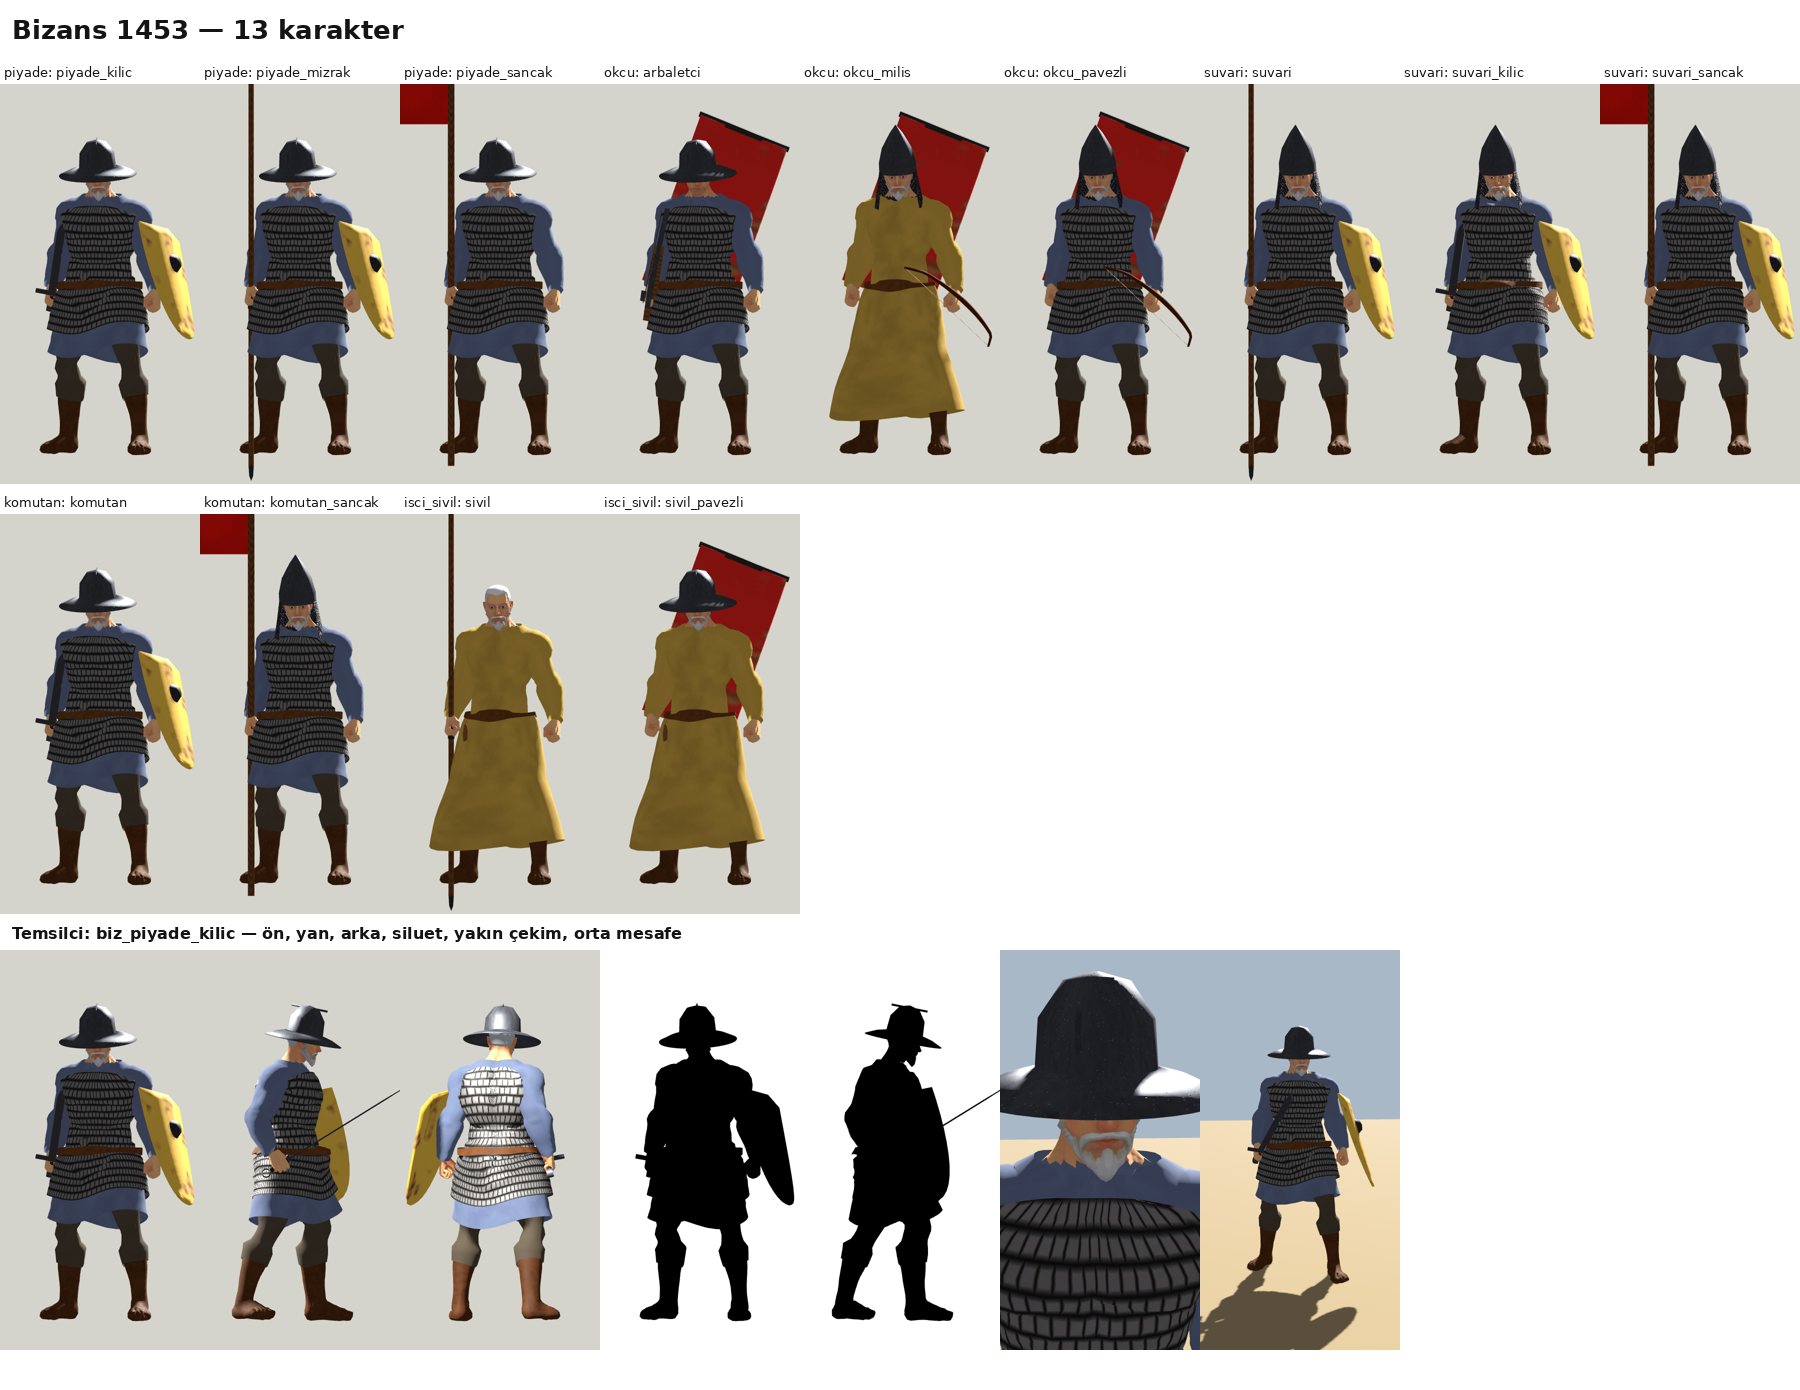 Bizans 1453 — 13 karakter
piyade: piyade_kilic
piyade: piyade_mizrak
piyade: piyade_sancak
okcu: arbaletci
okcu: okcu_milis
okcu: okcu_pavezli
suvari: suvari
suvari: suvari_kilic
suvari: suvari_sancak
komutan: komutan
komutan: komutan_sancak
isci_sivil: sivil
isci_sivil: sivil_pavezli
Temsilci: biz_piyade_kilic — ön, yan, arka, siluet, yakın çekim, orta mesafe